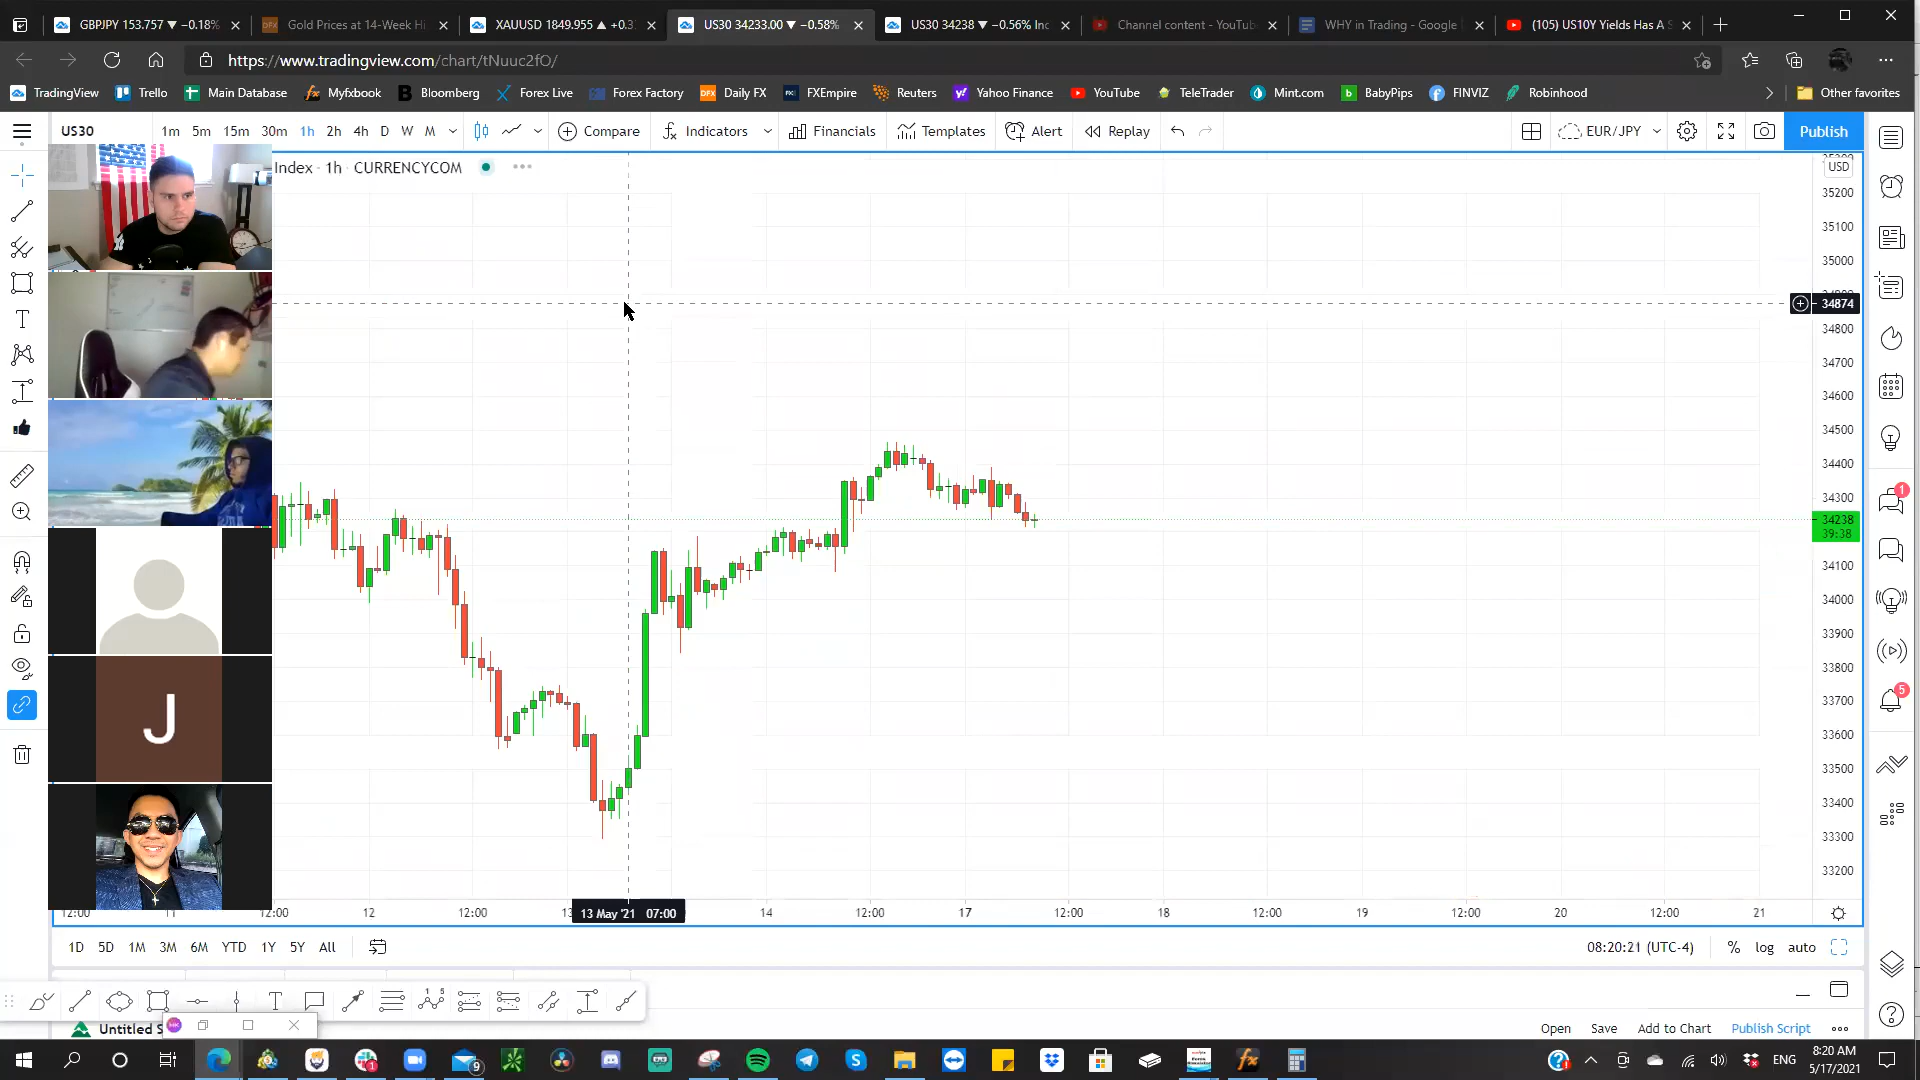 GBPJPY 153.757 ▼ −0.18%
Gold Prices at 14-Week Hi
XAUUSD 1849.955 ▲ +0.3
US30 34233.00 ▼ −0.58%
US30 34238 ▼ −0.56% Inc
Channel content - YouTube
WHY in Trading - Google
(105) US10Y Yields Has A S
https://www.tradingview.com/chart/tNuuc2fO/
TradingView
Trello
Main Database
Myfxbook
Bloomberg
Forex Live
Forex Factory
Daily FX
FXEmpire
Reuters
Yahoo Finance
YouTube
TeleTrader
Mint.com
BabyPips
FINVIZ
Robinhood
Other favorites
US30
1m 5m 15m 30m 1h 2h 4h D W M
Compare
Indicators
Financials
Templates
Alert
Replay
EUR/JPY
Publish
Index · 1h · CURRENCYCOM
USD
35200
35100
35000
34874
34800
34700
34600
34500
34400
34300
34238
39:38
34100
34000
33900
33800
33700
33600
33500
33400
33300
33200
J
1
5
12:00 11 12:00 12 12:00 13 May '21 07:00 14 12:00 17 12:00 18 12:00 19 12:00 20 12:00 21
1D 5D 1M 3M 6M YTD 1Y 5Y All
08:20:21 (UTC-4)
% log auto
Untitled S
Open
Save
Add to Chart
Publish Script
ENG
8:20 AM
5/17/2021